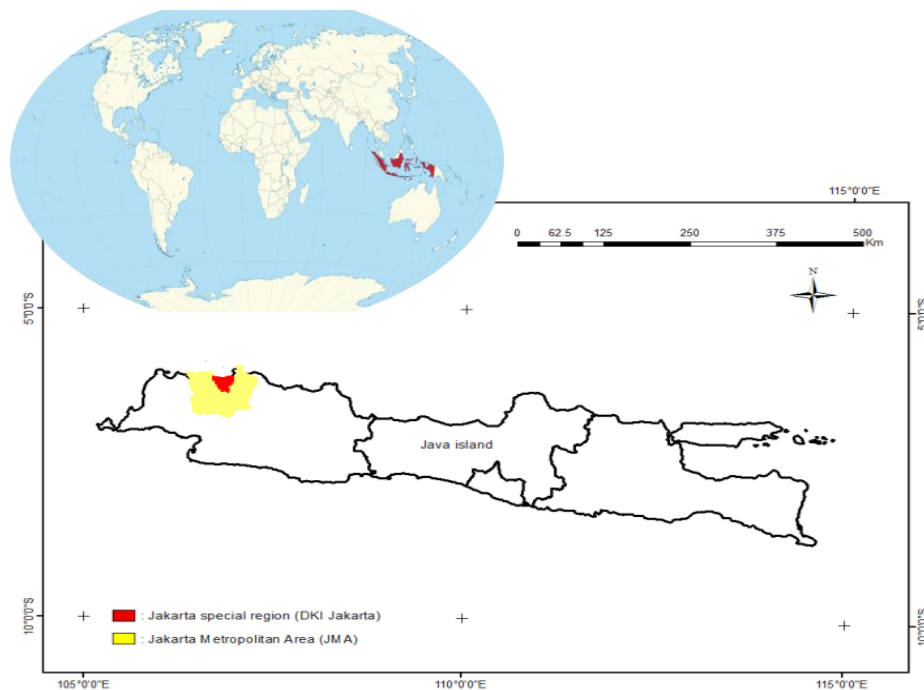 115°0'0"E
0 62.5 125 250 375 500
Km
N
5°0'0"S
5°0'0"S
Java island
: Jakarta special region (DKI Jakarta)
: Jakarta Metropolitan Area (JMA)
10°0'0"S
10°0'0"S
105°0'0"E 110°0'0"E 115°0'0"E